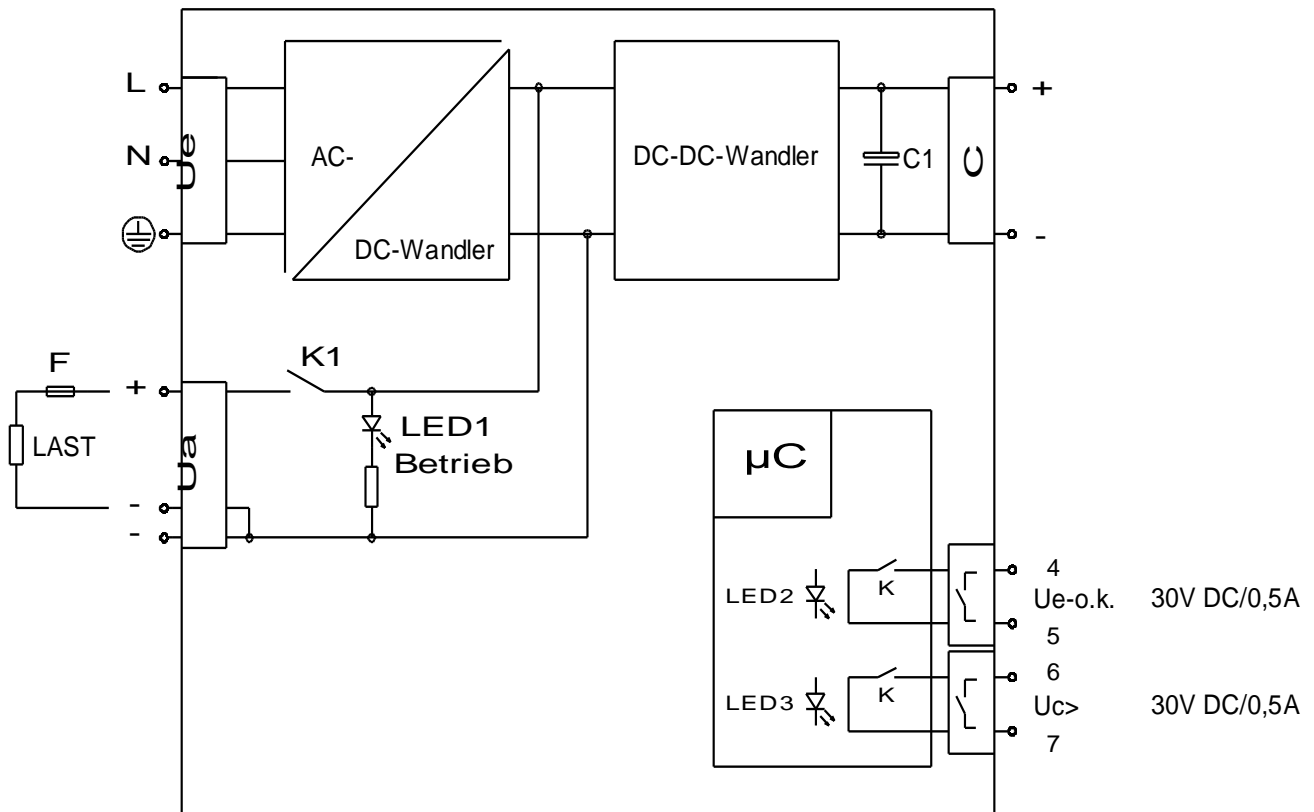 L
N
Ue
AC-
DC-Wandler
DC-DC-Wandler
C1
C
+
-
F
LAST
+
-
-
Ua
K1
LED1
Betrieb
µC
LED2
K
4
Ue-o.k.
5
30V DC/0,5A
LED3
K
6
Uc>
7
30V DC/0,5A